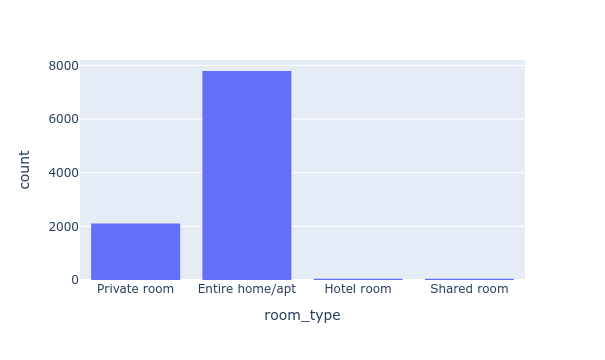 8000
6000
4000
2000
0
count
Private room
Entire home/apt
Hotel room
Shared room
room_type